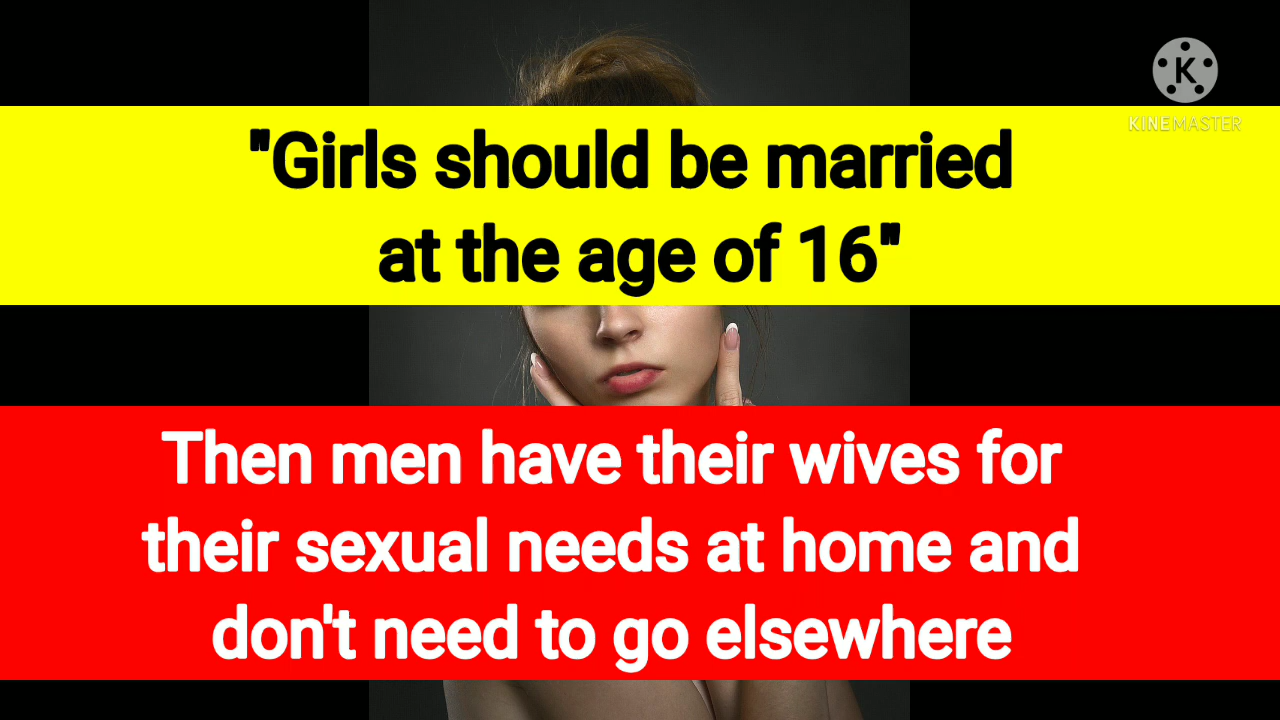 "Girls should be married
at the age of 16"
Then men have their wives for
their sexual needs at home and
don't need to go elsewhere
K
KINEMASTER